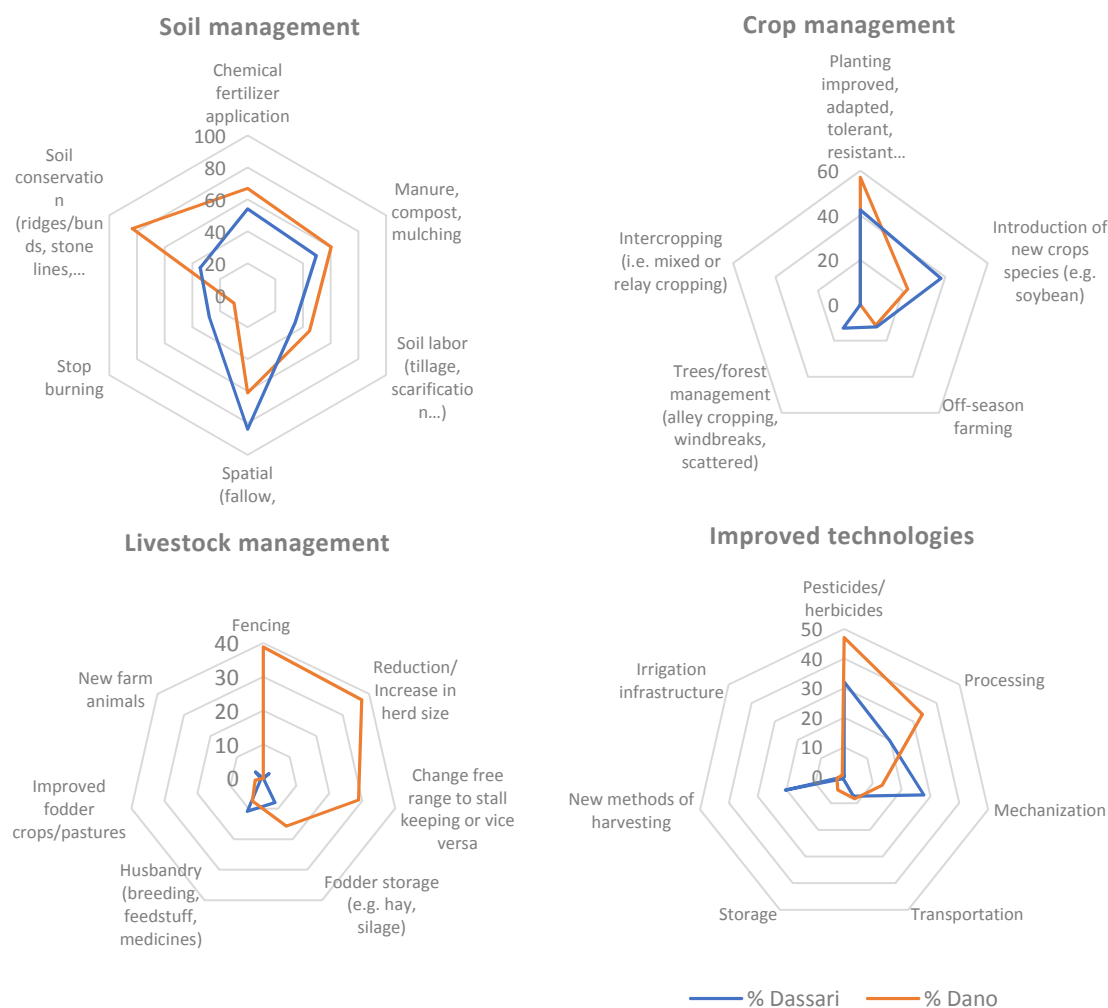 Soil management
Chemical
fertilizer
application
100
80
60
40
20
0
Manure,
compost,
mulching
Soil labor
(tillage,
scarificatio
n...)
Spatial
(fallow,
Stop
burning
Soil
conservatio
n
(ridges/bun
ds, stone
lines,...
Crop management
Planting
improved,
adapted,
tolerant,
resistant...
60
40
20
0
Introduction of
new crops
species (e.g.
soybean)
Off-season
farming
Trees/forest
management
(alley cropping,
windbreaks,
scattered)
Intercropping
(i.e. mixed or
relay cropping)
Livestock management
Fencing
40
30
20
10
0
Reduction/
Increase in
herd size
Change free
range to stall
keeping or vice
versa
Fodder storage
(e.g. hay,
silage)
Husbandry
(breeding,
feedstuff,
medicines)
Improved
fodder
crops/pastures
New farm
animals
Improved technologies
Pesticides/
herbicides
50
40
30
20
10
0
Processing
Mechanization
Transportation
Storage
New methods of
harvesting
Irrigation
infrastructure
% Dassari
% Dano